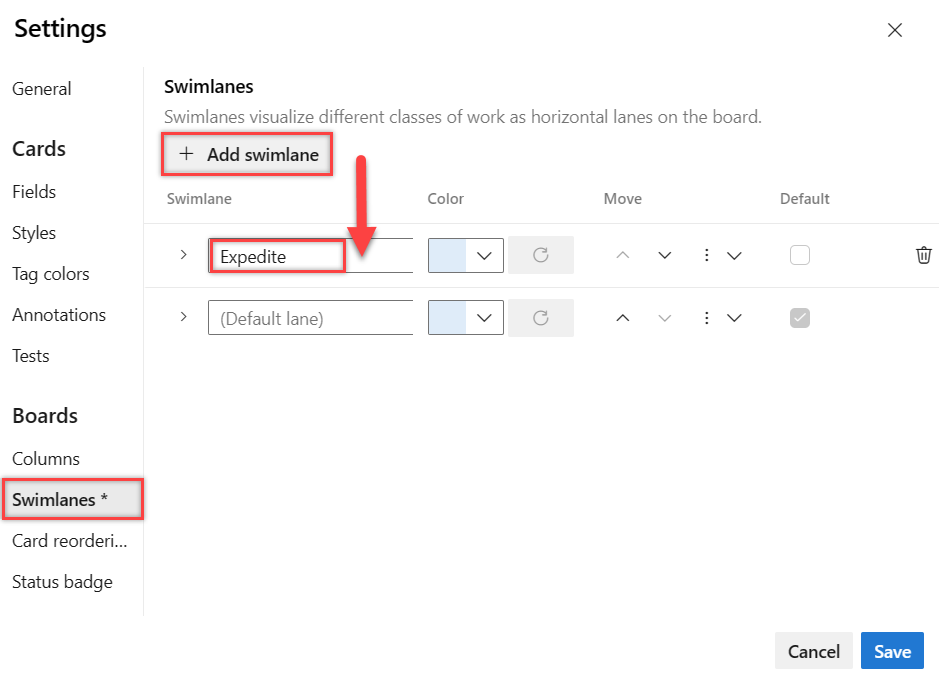 Settings
General
Cards
Fields
Styles
Tag colors
Annotations
Tests
Boards
Columns
Swimlanes *
Card reorderi...
Status badge
Swimlanes
Swimlanes visualize different classes of work as horizontal lanes on the board.
+ Add swimlane
Swimlane Color Move Default
Expedite
(Default lane)
Cancel Save